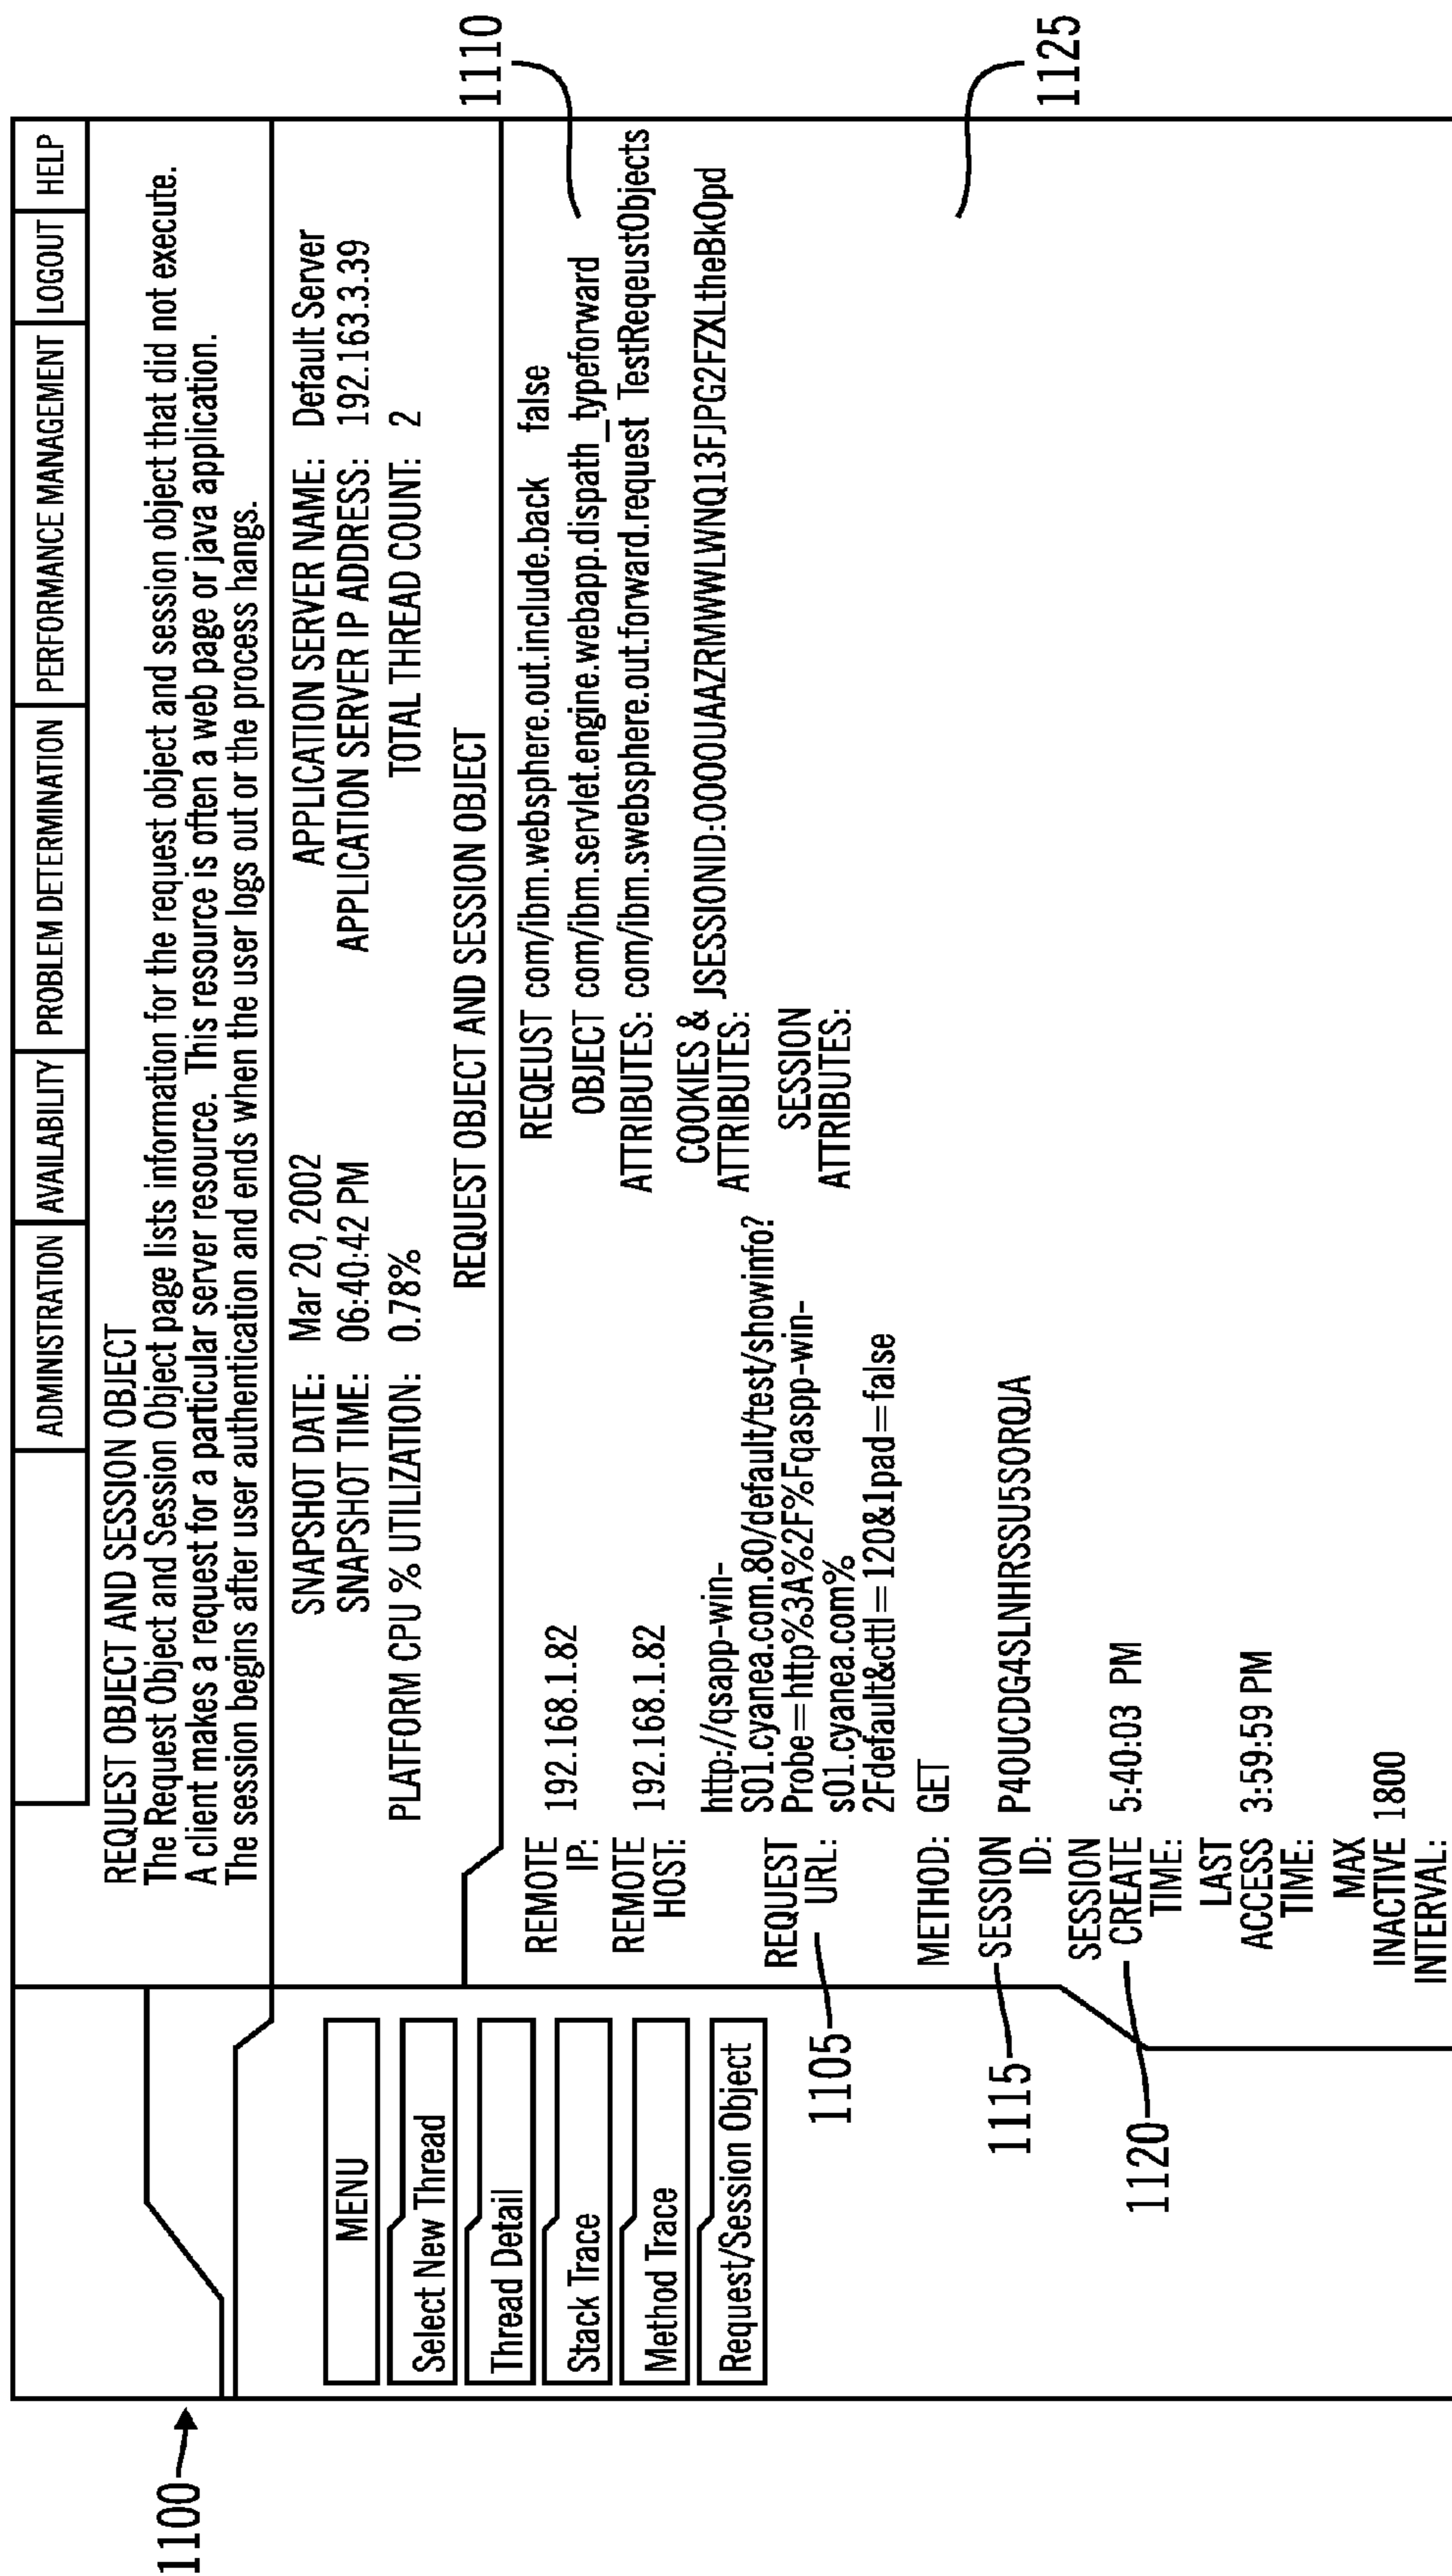 1100
ADMINISTRATION AVAILABILITY PROBLEM DETERMINATION PERFORMANCE MANAGEMENT LOGOUT HELP
REQUEST OBJECT AND SESSION OBJECT
The Request Object and Session Object page lists information for the request object and session object that did not execute.
A client makes a request for a particular server resource. This resource is often a web page or java application.
The session begins after user authentication and ends when the user logs out or the process hangs.
SNAPSHOT DATE: Mar 20, 2002 APPLICATION SERVER NAME: Default Server
SNAPSHOT TIME: 06:40:42 PM APPLICATION SERVER IP ADDRESS: 192.163.3.39
PLATFORM CPU % UTILIZATION: 0.78% TOTAL THREAD COUNT: 2
MENU
Select New Thread
Thread Detail
Stack Trace
Method Trace
Request/Session Object
REQUEST OBJECT AND SESSION OBJECT
REMOTE
IP: 192.168.1.82
REMOTE
HOST: 192.168.1.82
REQUEST
URL:
http://qsapp-win-
S01.cyanea.com.80/default/test/showinfo?
Probe=http%3A%2F%Fqaspp-win-
s01.cyanea.com%
2Fdefault&cttl=120&1pad=false
METHOD: GET
SESSION
ID: P4OUCDG4SLNHRSSU5SORQJA
SESSION
CREATE 5:40:03 PM
TIME:
LAST
ACCESS 3:59:59 PM
TIME:
MAX
INACTIVE 1800
INTERVAL:
REQEUST com/ibm.websphere.out.include.back false
OBJECT com/ibm.servlet.engine.webapp.dispath_typeforward
ATTRIBUTES: com/ibm.swebsphere.out.forward.request TestReqeustObjects
COOKIES &
ATTRIBUTES: JSESSIONID:0000UAAZRMWWLWNQ13FJPG2FZXLtheBkOpd
SESSION
ATTRIBUTES:
1105
1110
1115
1120
1125